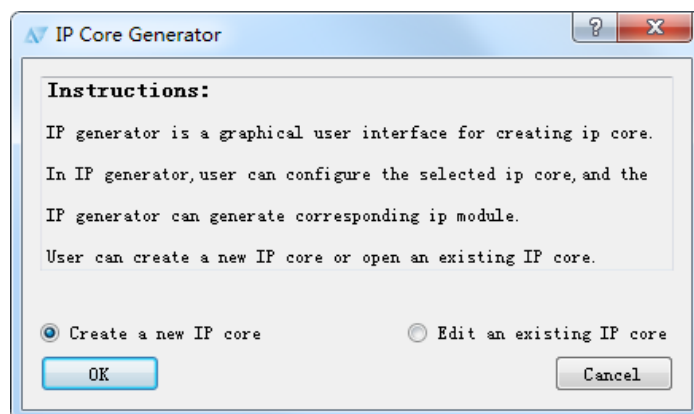 IP Core Generator
Instructions:
IP generator is a graphical user interface for creating ip core.
In IP generator,user can configure the selected ip core,and the
IP generator can generate corresponding ip module.
User can create a new IP core or open an existing IP core.
Create a new IP core
Edit an existing IP core
OK
Cancel